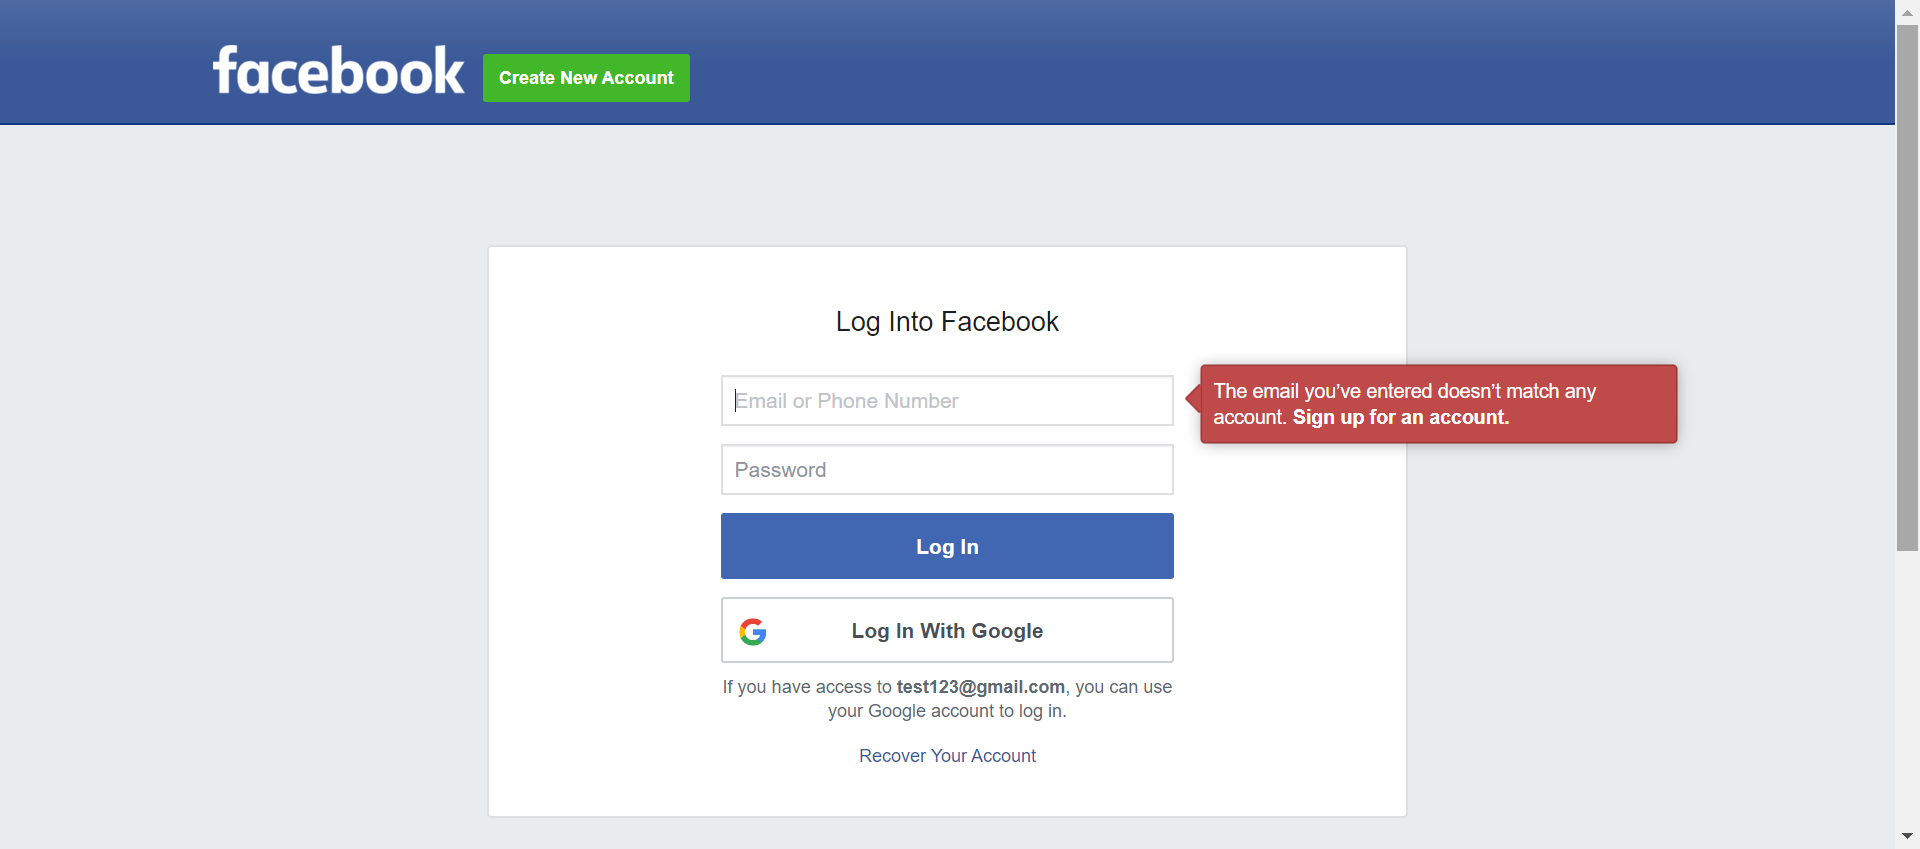 facebook
Create New Account
Log Into Facebook
Email or Phone Number
The email you’ve entered doesn’t match any
account. Sign up for an account.
Password
Log In
Log In With Google
If you have access to test123@gmail.com, you can use
your Google account to log in.
Recover Your Account